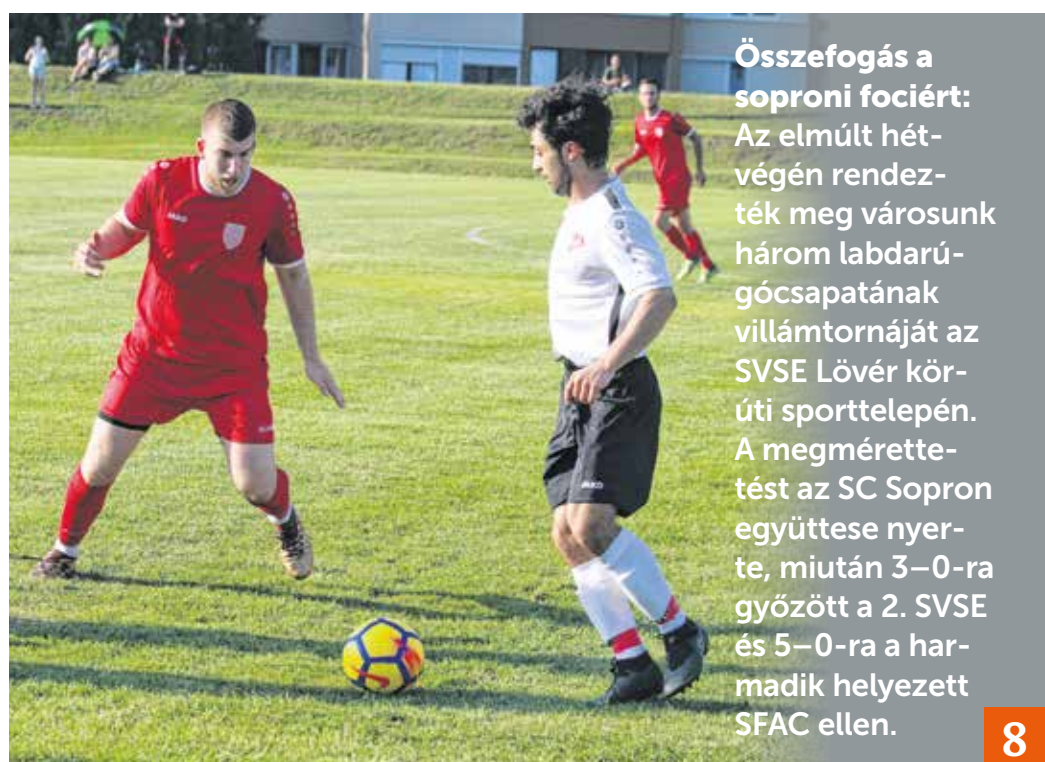 Összefogás a
soproni fociért:
Az elmúlt hét-
végén rendez-
ték meg városunk
három labdarú-
gócsapatának
villámtornáját az
SVSE Lövér kör-
úti sporttelepén.
A megmérette-
tést az SC Sopron
együttese nyer-
te, miután 3–0-ra
győzött a 2. SVSE
és 5–0-ra a har-
madik helyezett
SFAC ellen.
8
JAKO
JAKO